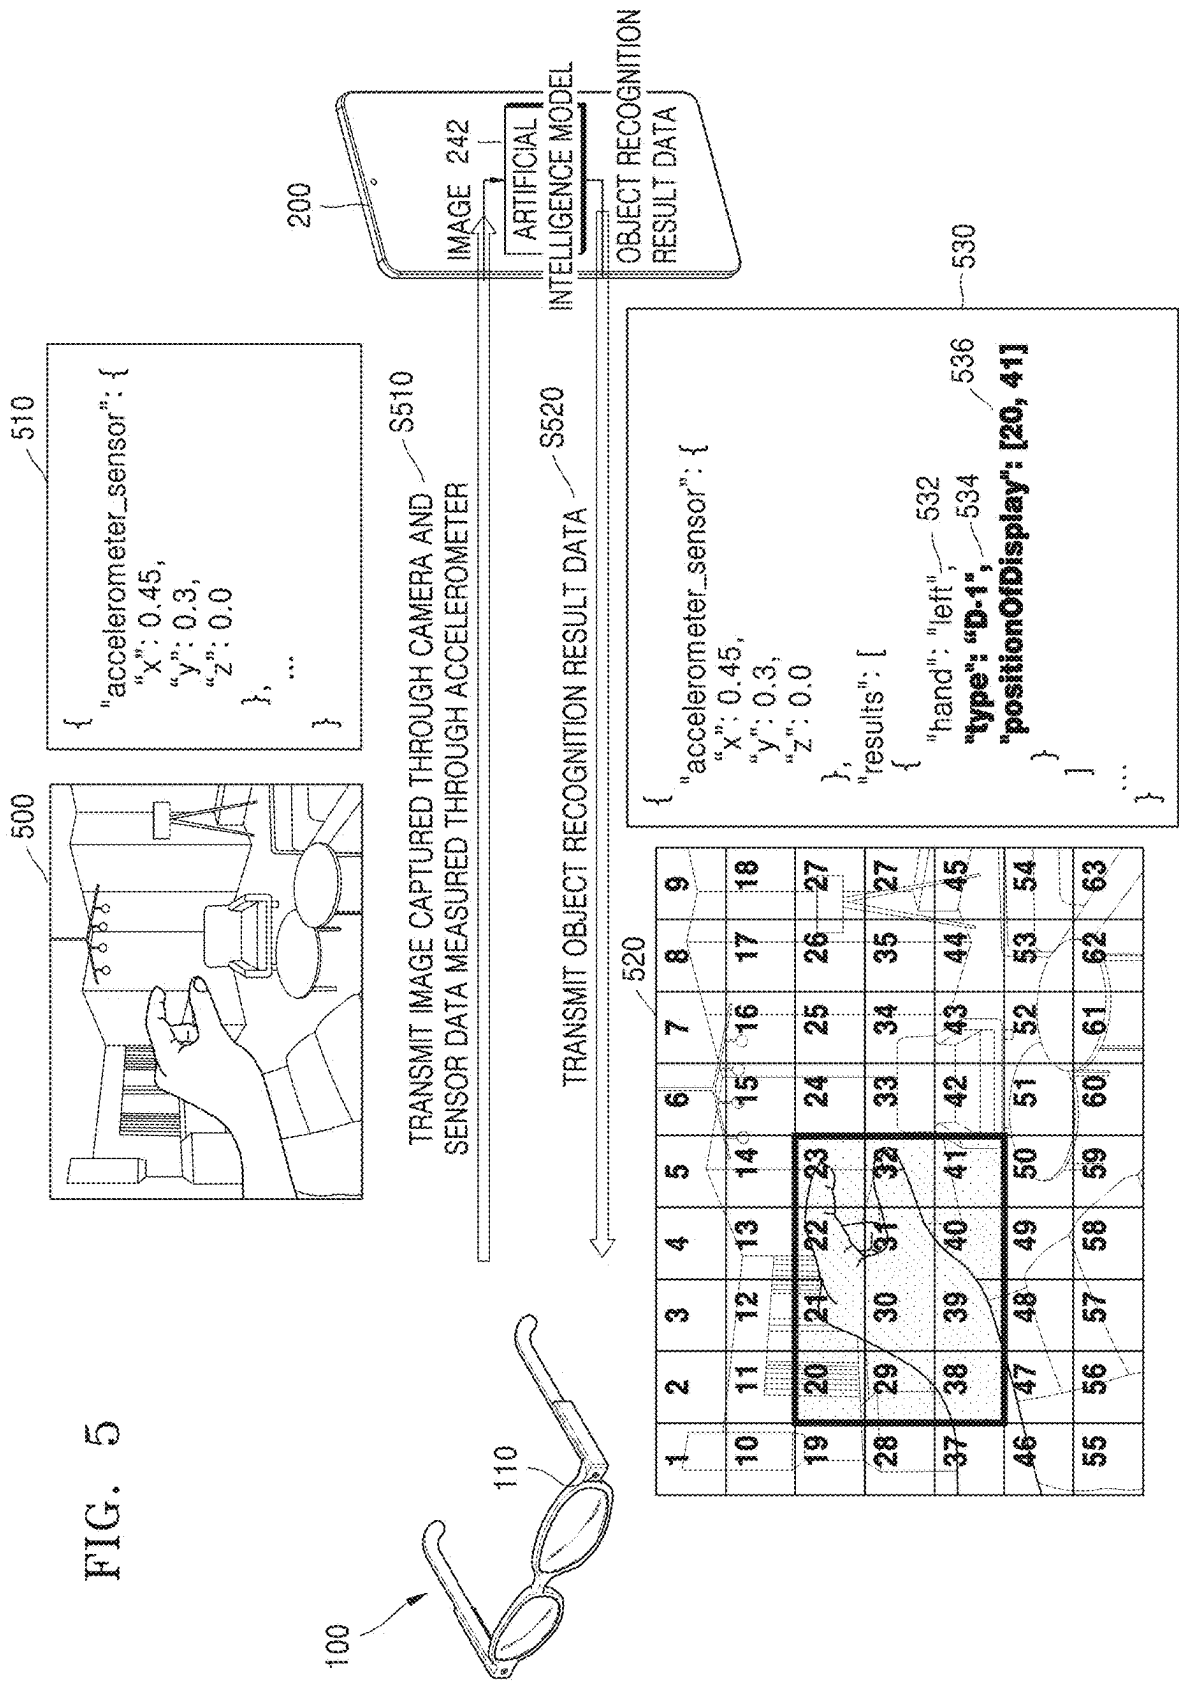 FIG. 5
500
510
{
"accelerometer_sensor": {
"x": 0.45,
"y": 0.3,
"z": 0.0
}, ...
}
100
110
TRANSMIT IMAGE CAPTURED THROUGH CAMERA AND
SENSOR DATA MEASURED THROUGH ACCELEROMETER
S510
200
IMAGE 242
ARTIFICIAL
INTELLIGENCE MODEL
OBJECT RECOGNITION
RESULT DATA
TRANSMIT OBJECT RECOGNITION RESULT DATA
S520
520
1 2 3 4 5 6 7 8 9
10 11 12 13 14 15 16 17 18
19 20 21 22 23 24 25 26 27
28 29 30 31 32 33 34 35 27
37 38 39 40 41 42 43 44 45
46 47 48 49 50 51 52 53 54
55 56 57 58 59 60 61 62 63
530
{
"accelerometer_sensor": {
"x": 0.45,
"y": 0.3,
"z": 0.0
},
"results": [
{
"hand": "left", 532
"type": "D-1", 534
"positionOfDisplay": [20, 41] 536
}
]
...
}